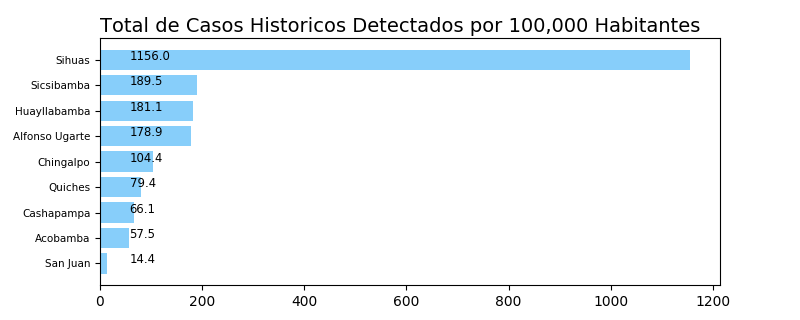 Total de Casos Historicos Detectados por 100,000 Habitantes
Sihuas 1156.0
Sicsibamba 189.5
Huayllabamba 181.1
Alfonso Ugarte 178.9
Chingalpo 104.4
Quiches 79.4
Cashapampa 66.1
Acobamba 57.5
San Juan 14.4
0 200 400 600 800 1000 1200